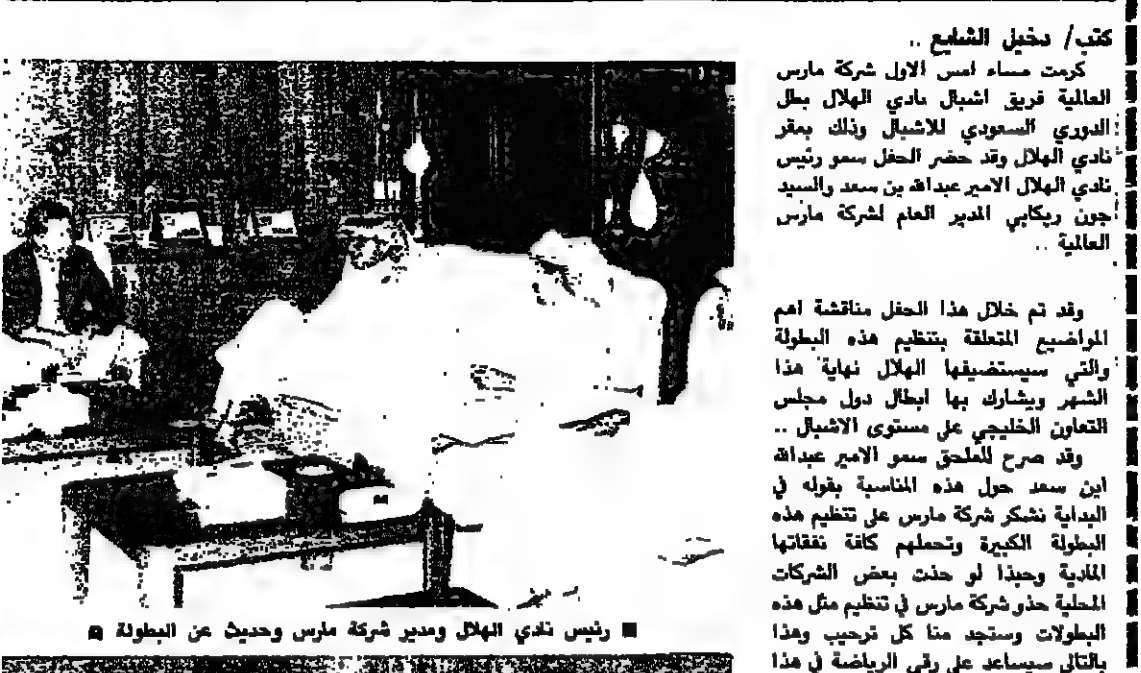 كتب/ دخيل الشايع ..
كرمت مساء امس الاول شركة مارس
العالمية فريق اشبال نادي الهلال بطل
الدوري السعودي للاشبال وذلك بمقر
نادي الهلال وقد حضر الحفل سمو رئيس
نادي الهلال الامير عبدالله بن سعد والسيد
جون ريكابي المدير العام لشركة مارس
العالمية ..
وقد تم خلال هذا الحفل مناقشة اهم
المواضيع المتعلقة بتنظيم هذه البطولة
والتي سيستضيفها الهلال نهاية هذا
الشهر ويشارك بها ابطال دول مجلس
التعاون الخليجي على مستوى الاشبال ..
وقد صرح للملحق سمو الامير عبدالله
ابن سعد حول هذه المناسبة بقوله في
البداية نشكر شركة مارس على تنظيم هذه
البطولة الكبيرة وتحملهم كافة نفقاتها
المادية وحبذا لو حذت بعض الشركات
المحلية حذو شركة مارس في تنظيم مثل هذه
البطولات وستجد منا كل ترحيب وهذا
بالتالي سيساعد على رقي الرياضة في هذا
رئيس نادي الهلال ومدير شركة مارس وحديث عن البطولة